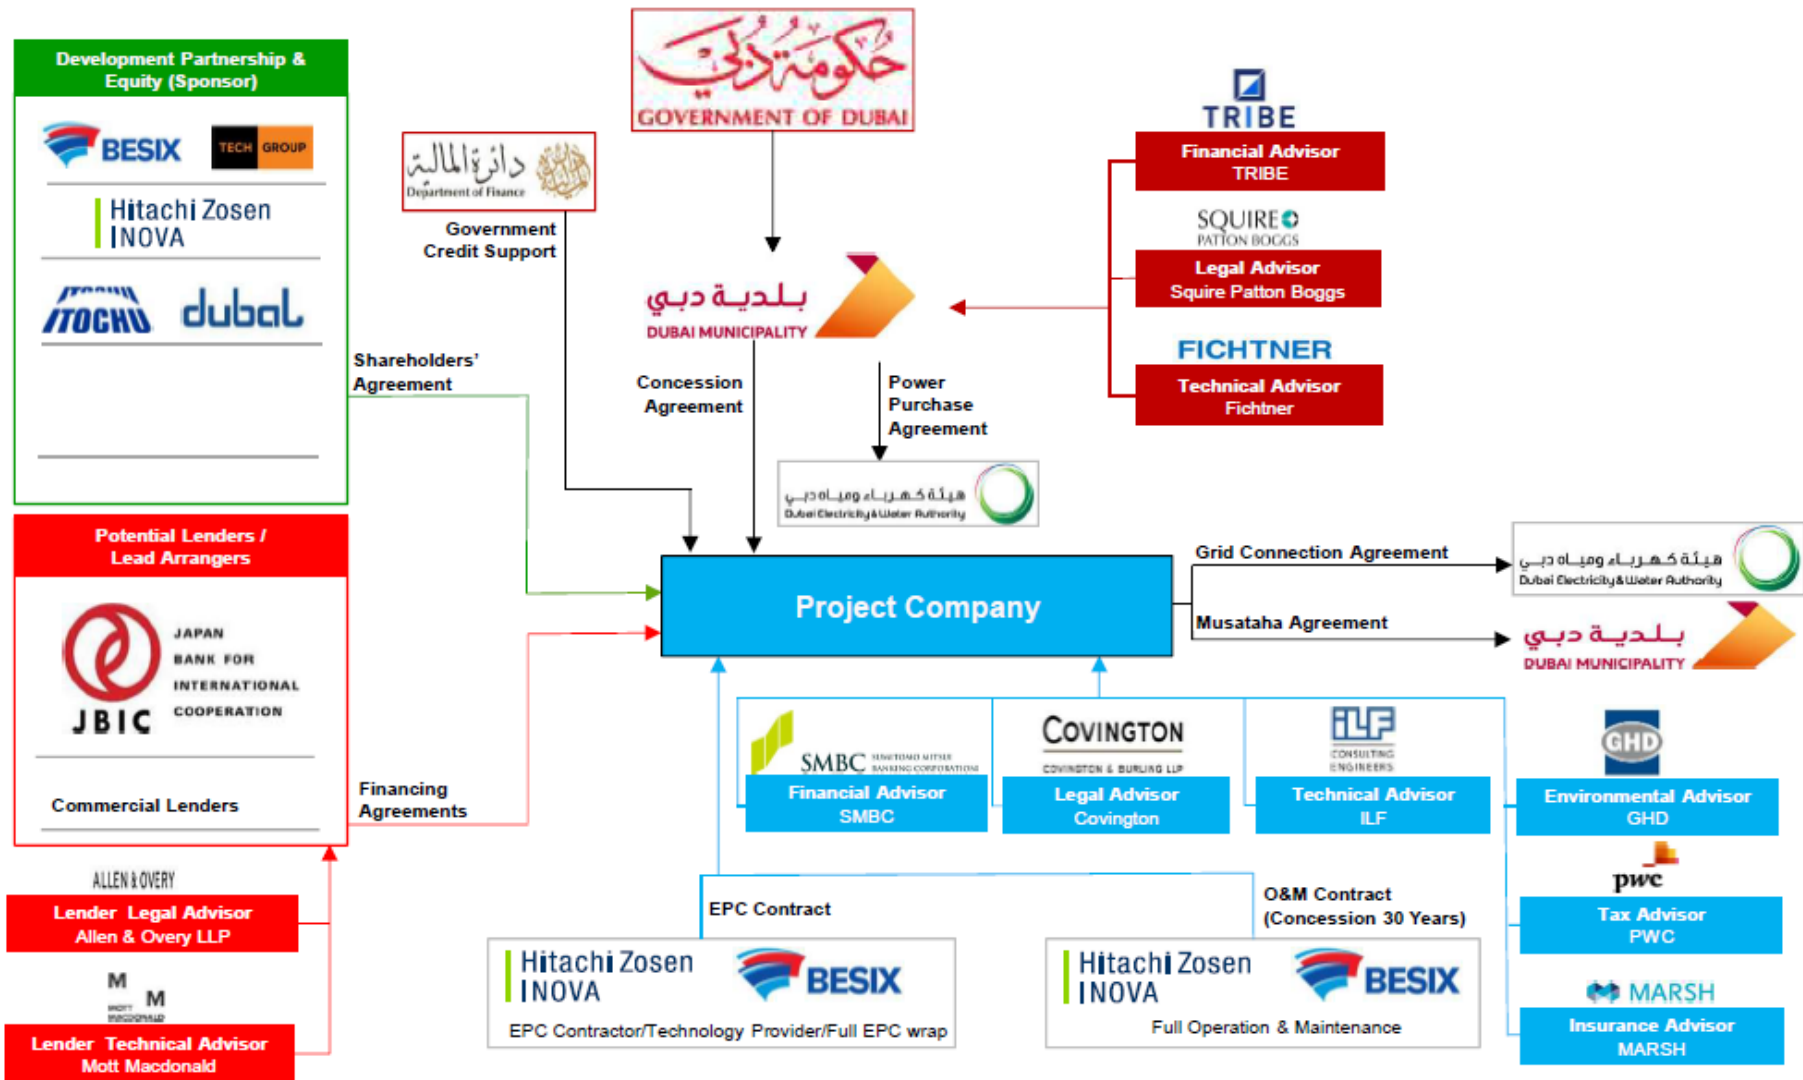 Development Partnership &
Equity (Sponsor)
BESIX
TECH GROUP
Hitachi Zosen
INOVA
ITOCHU
dubal
Potential Lenders /
Lead Arrangers
JBIC
JAPAN
BANK FOR
INTERNATIONAL
COOPERATION
Commercial Lenders
ALLEN & OVERY
Lender Legal Advisor
Allen & Overy LLP
M
M
MOTT
MACDONALD
Lender Technical Advisor
Mott Macdonald
حكومة دبي
GOVERNMENT OF DUBAI
دائرة المالية
Department of Finance
Government
Credit Support
بلدية دبي
DUBAI MUNICIPALITY
Shareholders'
Agreement
Concession
Agreement
Power
Purchase
Agreement
هيئة كهرباء ومياه دبي
Dubai Electricity & Water Authority
TRIBE
Financial Advisor
TRIBE
SQUIRE
PATTON BOGGS
Legal Advisor
Squire Patton Boggs
FICHTNER
Technical Advisor
Fichtner
Project Company
Grid Connection Agreement
هيئة كهرباء ومياه دبي
Dubai Electricity & Water Authority
Musataha Agreement
بلدية دبي
DUBAI MUNICIPALITY
Financing
Agreements
SMBC
SUMITOMO MITSUI
BANKING CORPORATION
Financial Advisor
SMBC
COVINGTON
COVINGTON & BURLING LLP
Legal Advisor
Covington
iLF
CONSULTING
ENGINEERS
Technical Advisor
ILF
GHD
Environmental Advisor
GHD
pwc
Tax Advisor
PWC
MARSH
Insurance Advisor
MARSH
EPC Contract
Hitachi Zosen
INOVA
BESIX
EPC Contractor/Technology Provider/Full EPC wrap
O&M Contract
(Concession 30 Years)
Hitachi Zosen
INOVA
BESIX
Full Operation & Maintenance